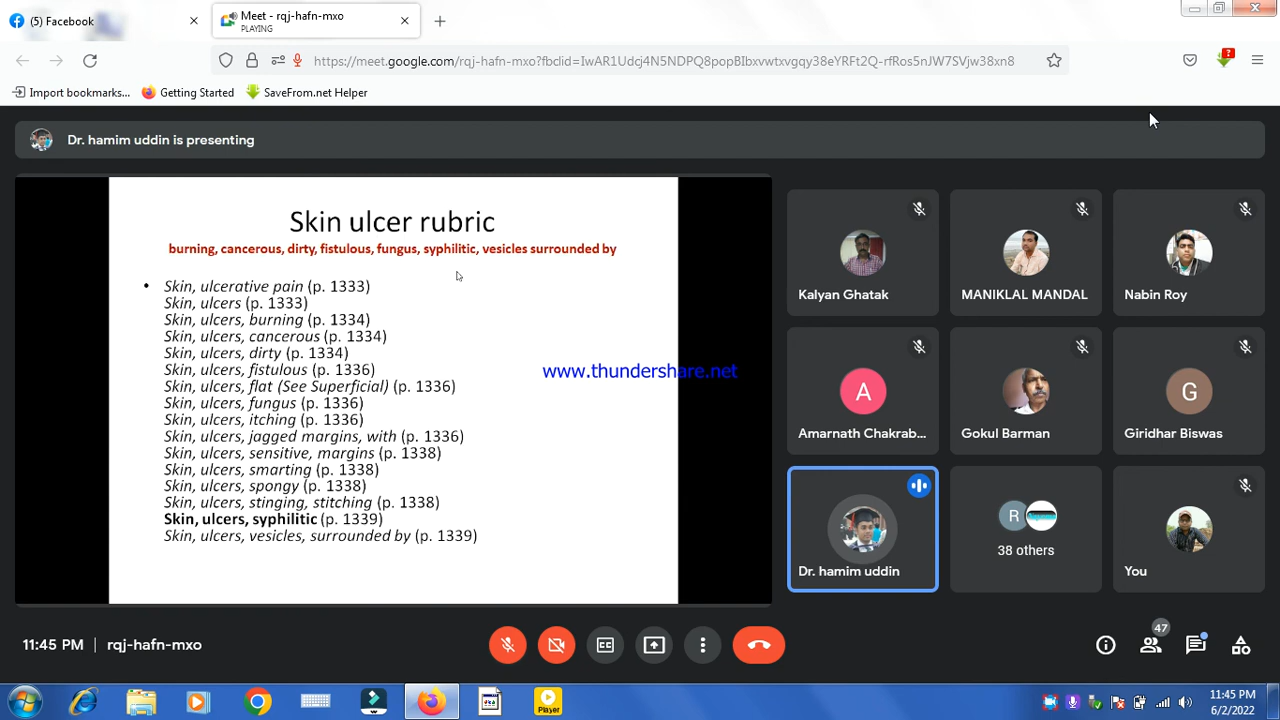 (5) Facebook
Meet - rqj-hafn-mxo
PLAYING
https://meet.google.com/rqj-hafn-mxo?fbclid=IwAR1Udcj4N5NDPQ8popBIbxvwtxvgqy38eYRFt2Q-rfRos5nJW7SVjw38xn8
Import bookmarks...
Getting Started
SaveFrom.net Helper
Dr. hamim uddin is presenting
Skin ulcer rubric
burning, cancerous, dirty, fistulous, fungus, syphilitic, vesicles surrounded by
• Skin, ulcerative pain (p. 1333)
Skin, ulcers (p. 1333)
Skin, ulcers, burning (p. 1334)
Skin, ulcers, cancerous (p. 1334)
Skin, ulcers, dirty (p. 1334)
Skin, ulcers, fistulous (p. 1336)
Skin, ulcers, flat (See Superficial) (p. 1336)
Skin, ulcers, fungus (p. 1336)
Skin, ulcers, itching (p. 1336)
Skin, ulcers, jagged margins, with (p. 1336)
Skin, ulcers, sensitive, margins (p. 1338)
Skin, ulcers, smarting (p. 1338)
Skin, ulcers, spongy (p. 1338)
Skin, ulcers, stinging, stitching (p. 1338)
Skin, ulcers, syphilitic (p. 1339)
Skin, ulcers, vesicles, surrounded by (p. 1339)
www.thundershare.net
Kalyan Ghatak
MANIKLAL MANDAL
Nabin Roy
A
Amarnath Chakrab...
Gokul Barman
G
Giridhar Biswas
Dr. hamim uddin
R
38 others
You
11:45 PM
rqj-hafn-mxo
CC
47
Player
11:45 PM
6/2/2022